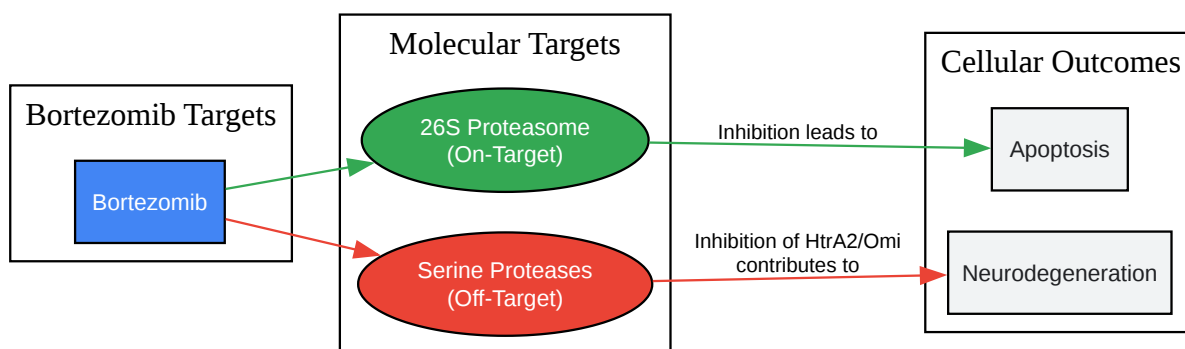 Bortezomib Targets
Bortezomib
Molecular Targets
26S Proteasome
(On-Target)
Serine Proteases
(Off-Target)
Inhibition leads to
Inhibition of HtrA2/Omi
contributes to
Cellular Outcomes
Apoptosis
Neurodegeneration